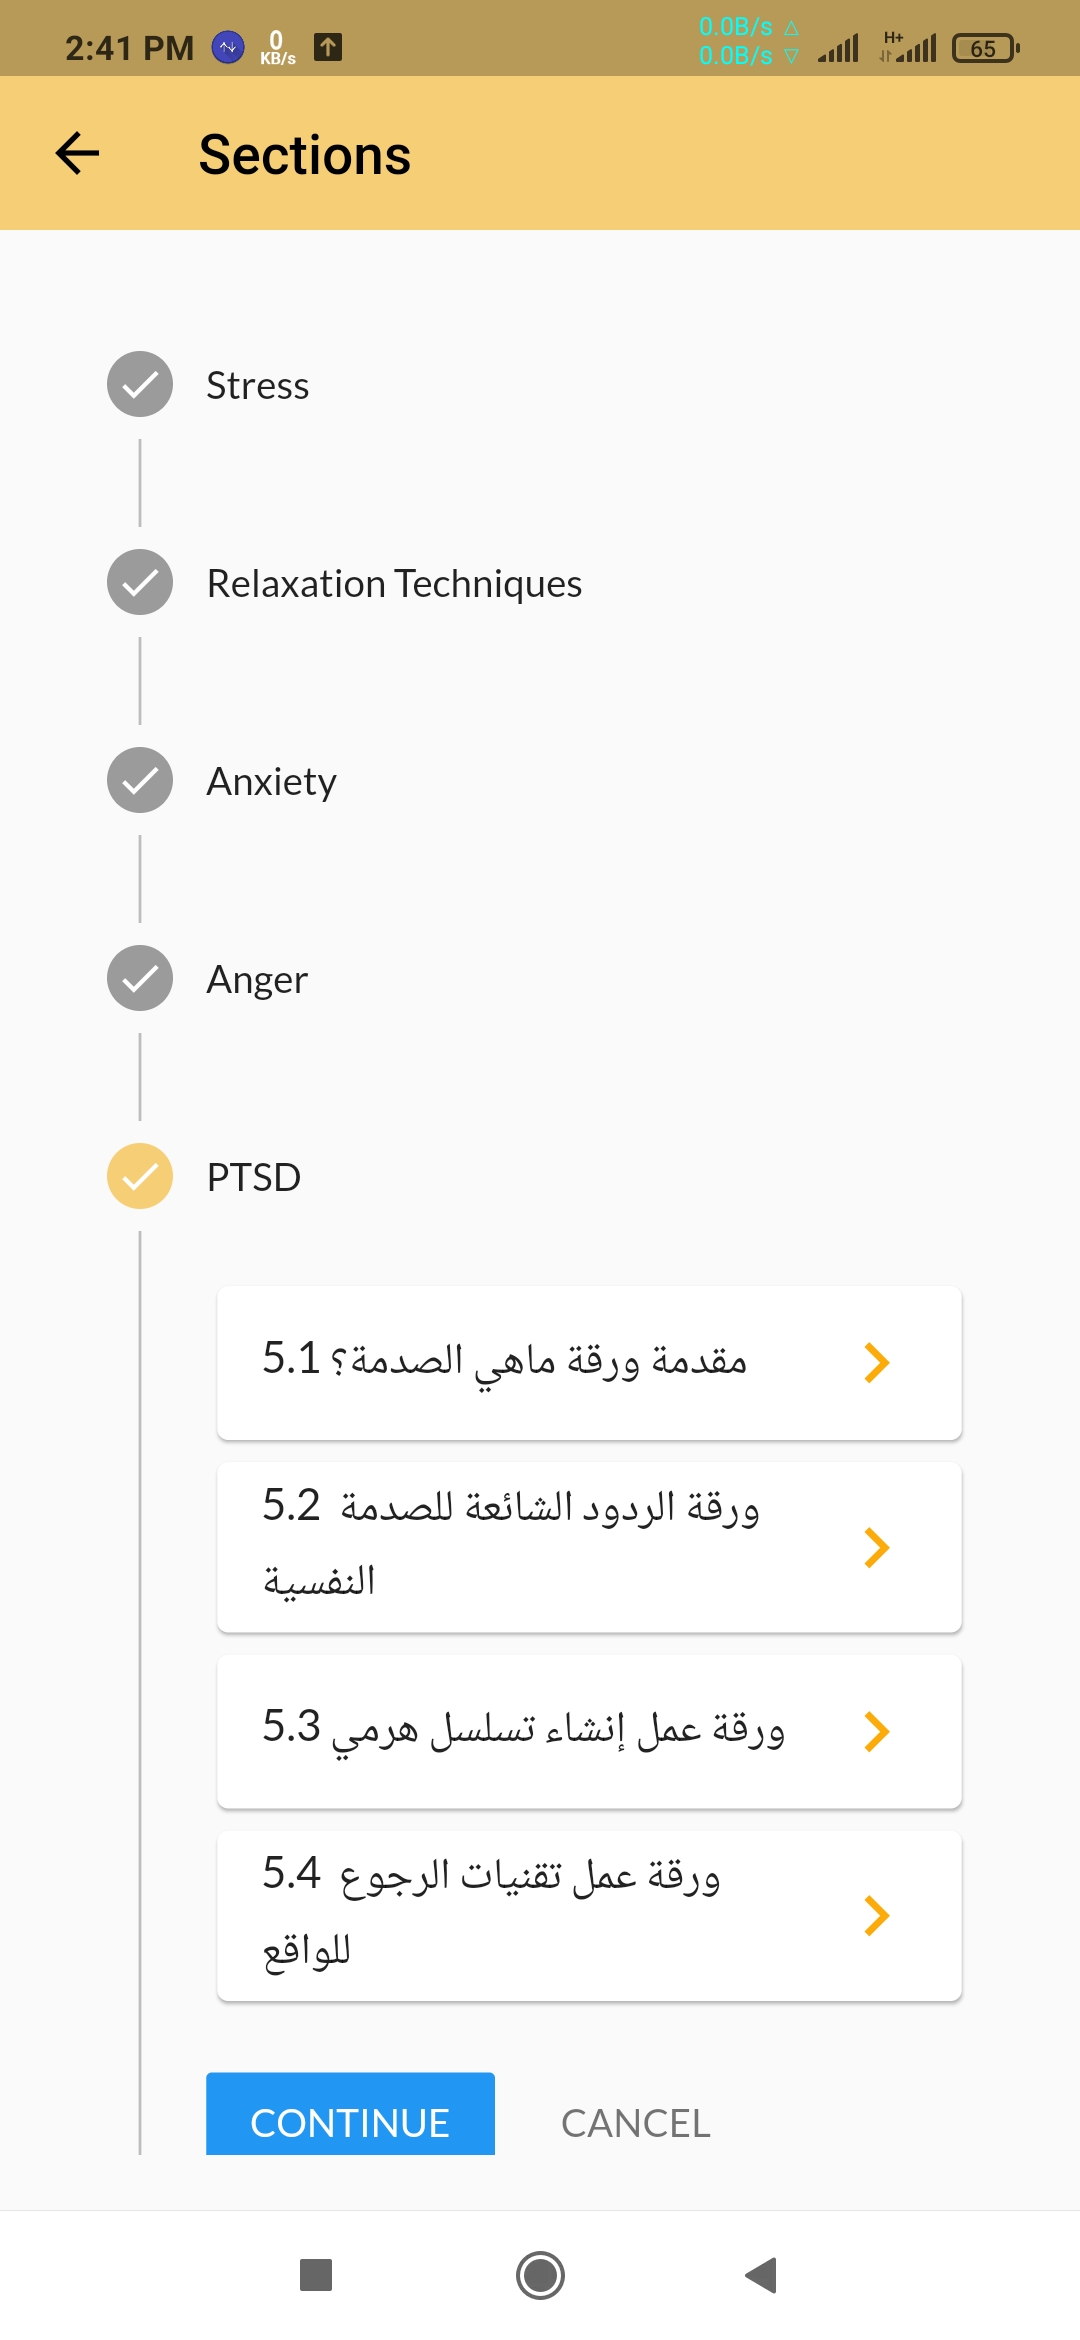 2:41 PM
0
KB/s
0.0B/s △
0.0B/s ▽
H+
65
Sections
Stress
Relaxation Techniques
Anxiety
Anger
PTSD
5.1 مقدمة ورقة ماهي الصدمة؟
5.2 ورقة الردود الشائعة للصدمة
النفسية
5.3 ورقة عمل إنشاء تسلسل هرمي
5.4 ورقة عمل تقنيات الرجوع
للواقع
CONTINUE
CANCEL